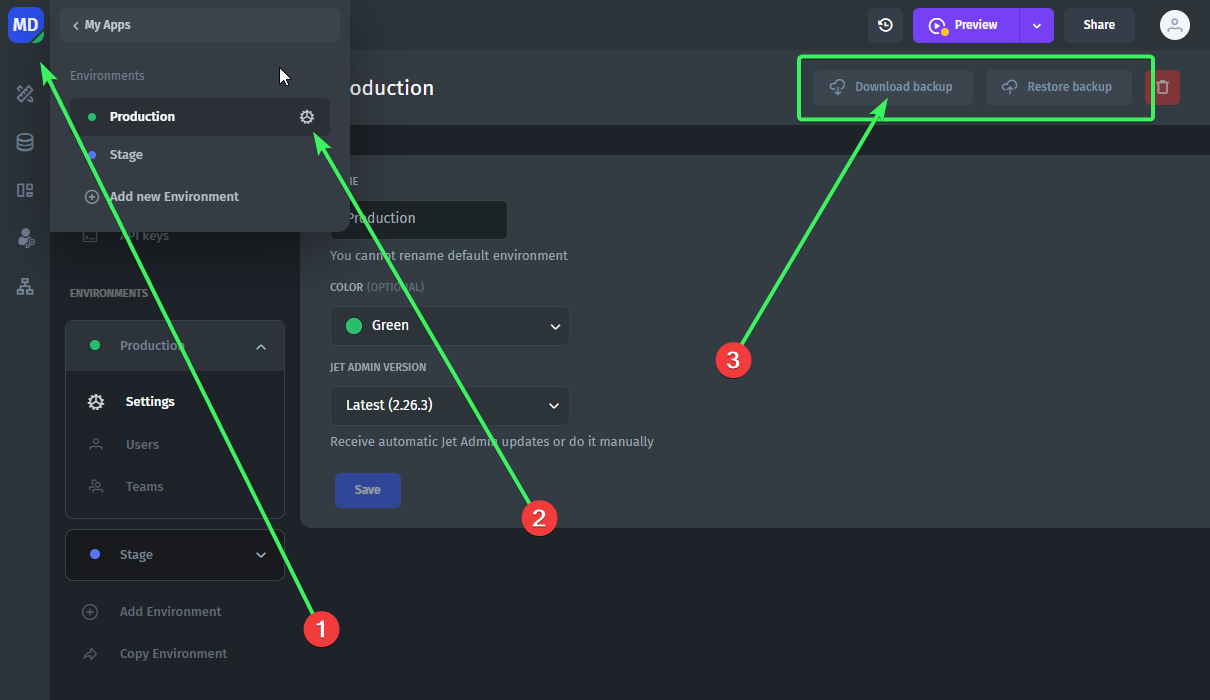 MD
My Apps
Preview
Share
Environments
Production
Stage
Add new Environment
oduction
Download backup
Restore backup
API keys
ENVIRONMENTS
Production
Settings
Users
Teams
Stage
Add Environment
Copy Environment
Production
You cannot rename default environment
COLOR (OPTIONAL)
Green
JET ADMIN VERSION
Latest (2.26.3)
Receive automatic Jet Admin updates or do it manually
Save
1
2
3